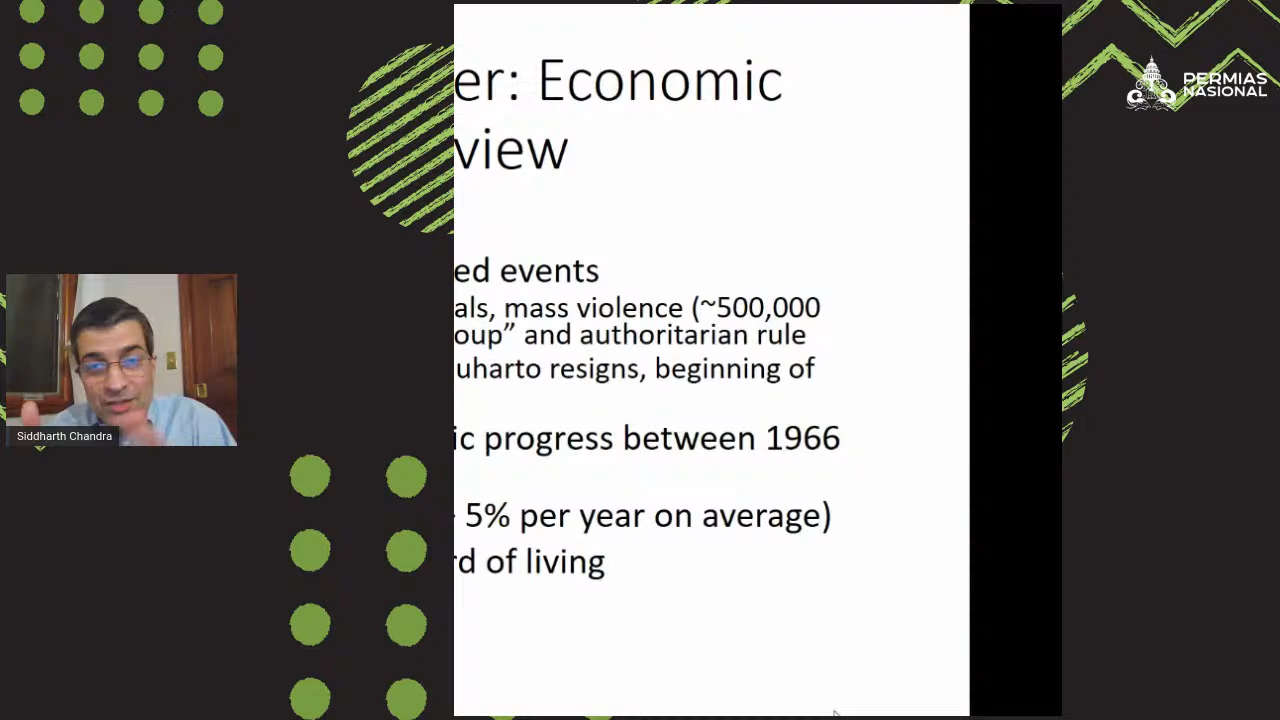 er: Economic
view
ed events
als, mass violence (~500,000
oup” and authoritarian rule
uharto resigns, beginning of
ic progress between 1966
5% per year on average)
rd of living
Siddharth Chandra
PERMIAS
NASIONAL